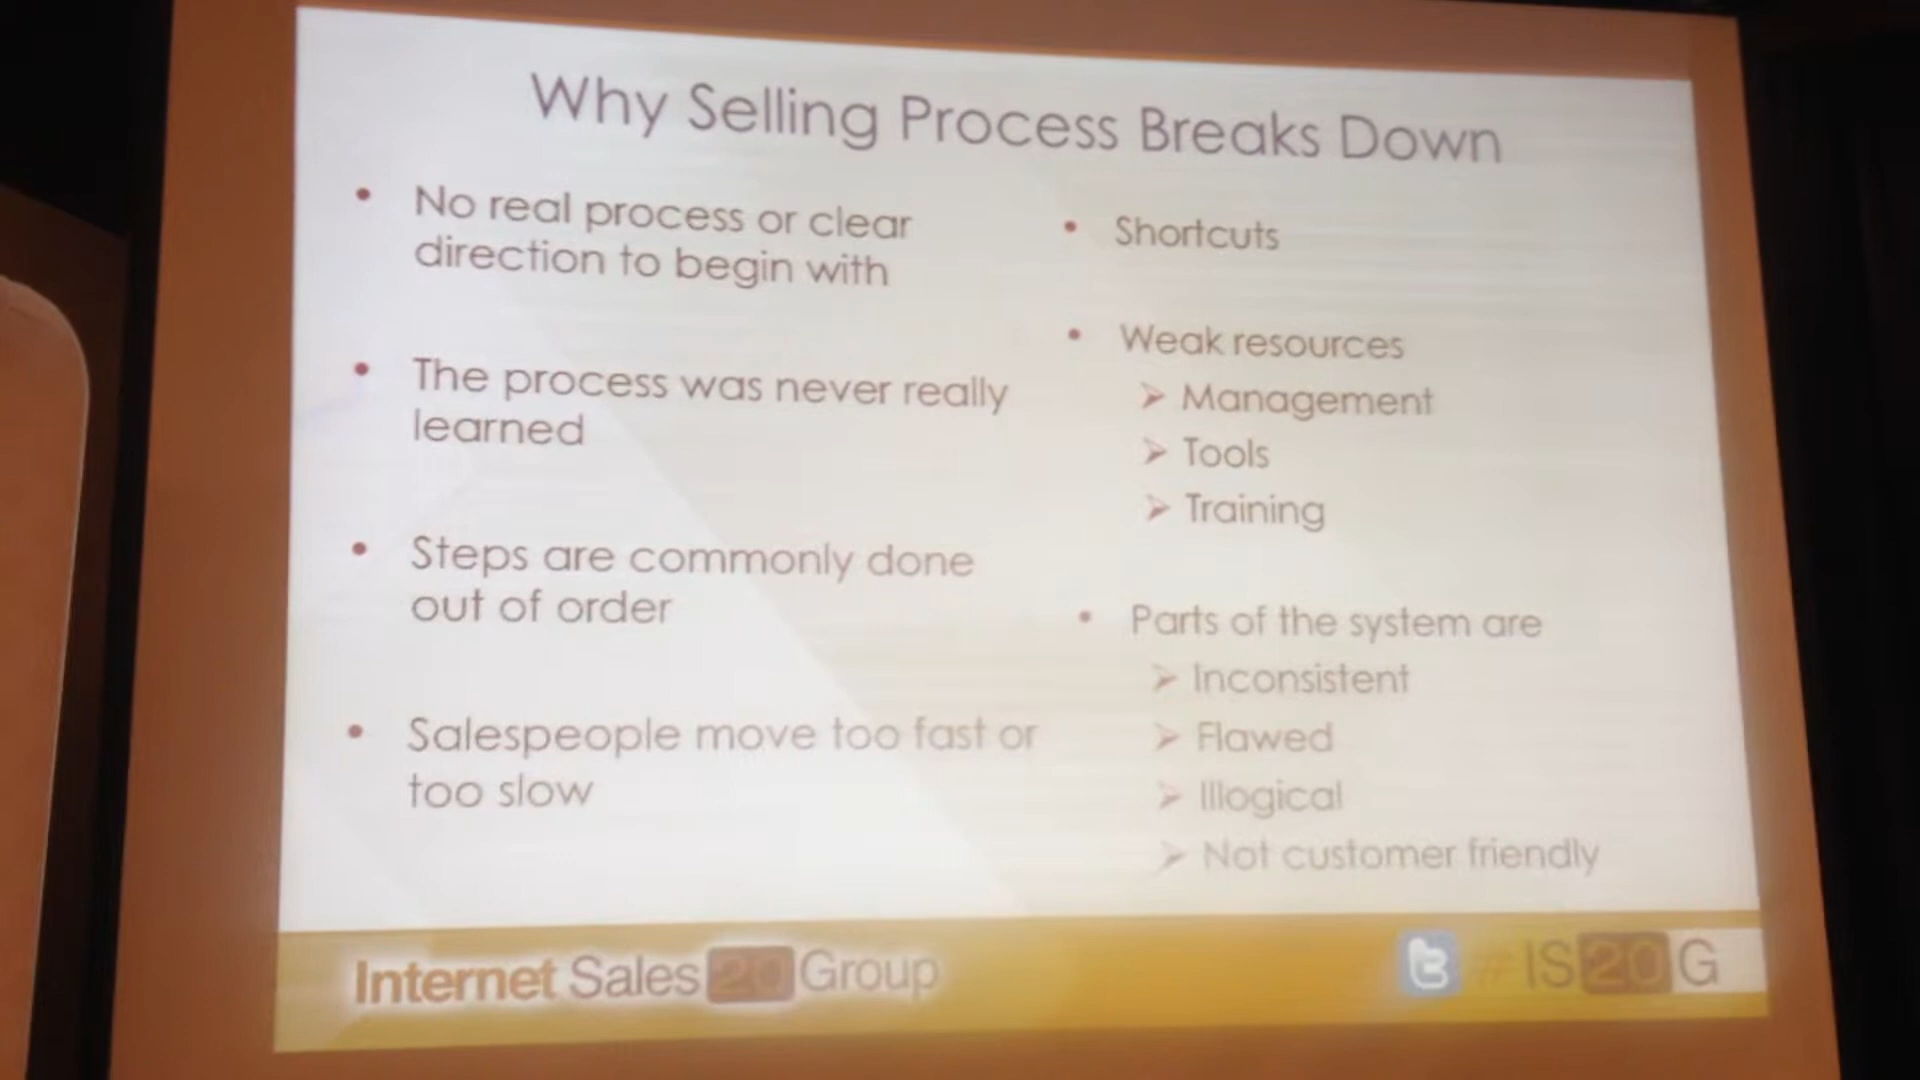 Why Selling Process Breaks Down
No real process or clear
direction to begin with
The process was never really
learned
Steps are commonly done
out of order
Salespeople move too fast or
too slow
Shortcuts
Weak resources
Management
Tools
Training
Parts of the system are
Inconsistent
Flawed
Illogical
Not customer friendly
Internet Sales 20 Group
#IS20G